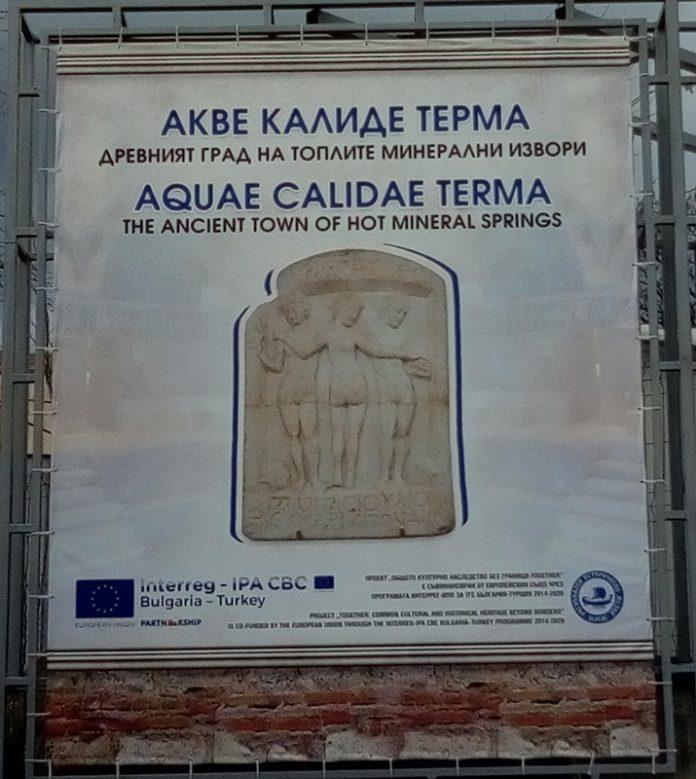 АКВЕ КАЛИДЕ ТЕРМА
ДРЕВНИЯТ ГРАД НА ТОПЛИТЕ МИНЕРАЛНИ ИЗВОРИ
AQUAE CALIDAE TERMA
THE ANCIENT TOWN OF HOT MINERAL SPRINGS
Interreg - IPA CBC
Bulgaria - Turkey
EUROPEAN UNION PARTNERSHIP
ПРОЕКТ „ОБЩОТО КУЛТУРНО НАСЛЕДСТВО БЕЗ ГРАНИЦИ-TOGETHER“
Е СЪФИНАНСИРАН ОТ ЕВРОПЕЙСКИЯ СЪЮЗ ЧРЕЗ
ПРОГРАМАТА ИНТЕРРЕГ-ИПП ЗА ТГС БЪЛГАРИЯ-ТУРЦИЯ 2014-2020
PROJECT „TOGETHER: COMMON CULTURAL AND HISTORICAL HERITAGE BEYOND BORDERS“
IS CO-FUNDED BY THE EUROPEAN UNION THROUGH THE INTERREG-IPA CBC BULGARIA-TURKEY PROGRAMME 2014-2020